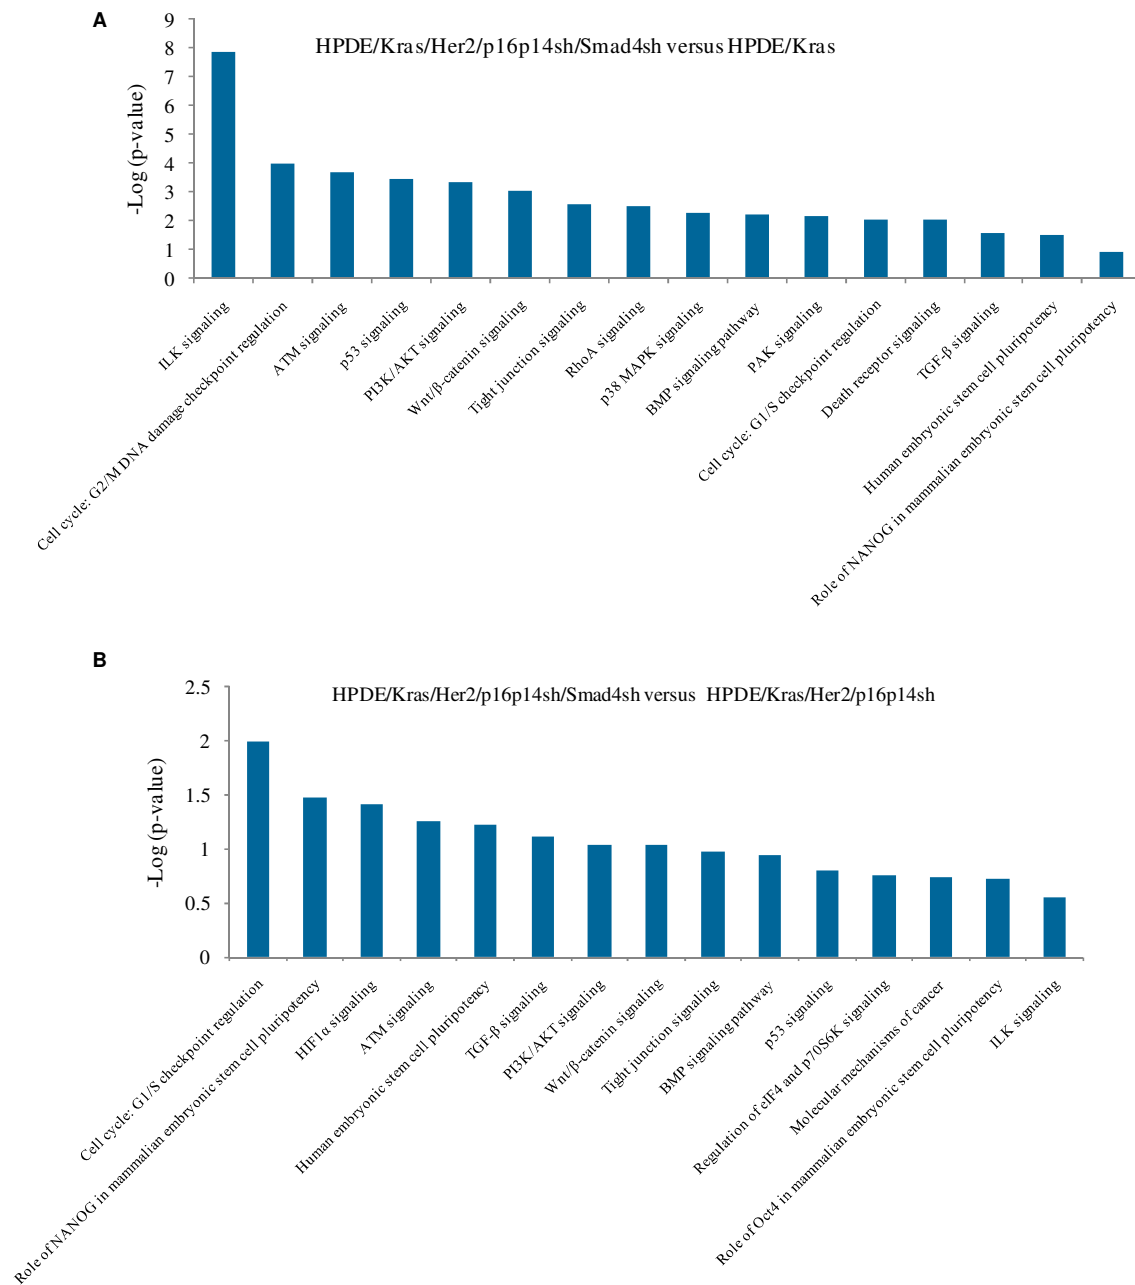 A
HPDE/Kras/Her2/p16p14sh/Smad4sh versus HPDE/Kras
-Log (p-value)
9
8
7
6
5
4
3
2
1
0
ILK signaling
Cell cycle: G2/M DNA damage checkpoint regulation
ATM signaling
p53 signaling
PI3K/AKT signaling
Wnt/β-catenin signaling
Tight junction signaling
RhoA signaling
p38 MAPK signaling
BMP signaling pathway
PAK signaling
Cell cycle: G1/S checkpoint regulation
Death receptor signaling
TGF-β signaling
Human embryonic stem cell pluripotency
Role of NANOG in mammalian embryonic stem cell pluripotency
B
HPDE/Kras/Her2/p16p14sh/Smad4sh versus HPDE/Kras/Her2/p16p14sh
-Log (p-value)
2.5
2
1.5
1
0.5
0
Cell cycle: G1/S checkpoint regulation
Role of NANOG in mammalian embryonic stem cell pluripotency
HIF1α signaling
ATM signaling
Human embryonic stem cell pluripotency
TGF-β signaling
PI3K/AKT signaling
Wnt/β-catenin signaling
Tight junction signaling
BMP signaling pathway
p53 signaling
Regulation of eIF4 and p70S6K signaling
Molecular mechanisms of cancer
Role of Oct4 in mammalian embryonic stem cell pluripotency
ILK signaling